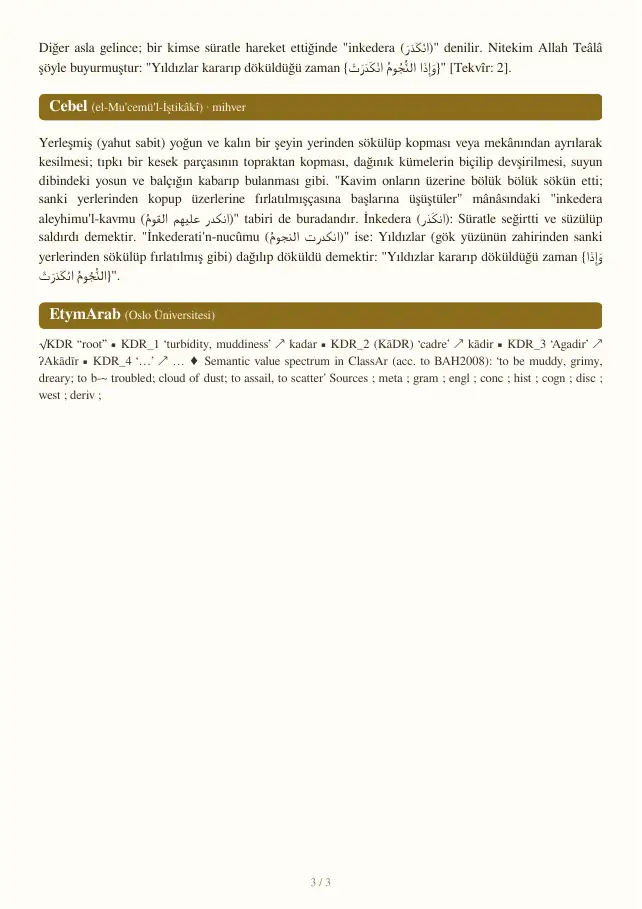 Diğer asla gelince; bir kimse süratle hareket ettiğinde "inkedera (انْكَدَرَ)" denilir. Nitekim Allah Teâlâ
şöyle buyurmuştur: "Yıldızlar kararıp döküldüğü zaman {وَإِذَا النُّجُومُ انْكَدَرَتْ}" [Tekvîr: 2].
Cebel (el-Mu'cemü'l-İştikâkî) · mihver
Yerleşmiş (yahut sabit) yoğun ve kalın bir şeyin yerinden sökülüp kopması veya mekânından ayrılarak
kesilmesi; tıpkı bir kesek parçasının topraktan kopması, dağınık kümelerin biçilip devşirilmesi, suyun
dibindeki yosun ve balçığın kabarıp bulanması gibi. "Kavim onların üzerine bölük bölük sökün etti;
sanki yerlerinden kopup üzerlerine fırlatılmışçasına başlarına üşüştüler" mânâsındaki "inkedera
aleyhimu'l-kavmu (انكدر عليهم القومُ)" tabiri de buradandır. İnkedera (انكَدَر): Süratle seğirtti ve süzülüp
saldırdı demektir. "İnkederati'n-nucûmu (انكدرت النجومُ)" ise: Yıldızlar (gök yüzünün zahirinden sanki
yerlerinden sökülüp fırlatılmış gibi) dağılıp döküldü demektir: "Yıldızlar kararıp döküldüğü zaman {وَإِذَا
النُّجُومُ انْكَدَرَتْ}".
EtymArab (Oslo Üniversitesi)
√KDR “root” ▪ KDR_1 ‘turbidity, muddiness’ ↗ kadar ▪ KDR_2 (KāDR) ‘cadre’ ↗ kādir ▪ KDR_3 ‘Agadir’ ↗
ʔAkādīr ▪ KDR_4 ‘…’ ↗ … ♦ Semantic value spectrum in ClassAr (acc. to BAH2008): ‘to be muddy, grimy,
dreary; to b~ troubled; cloud of dust; to assail, to scatter’ Sources ; meta ; gram ; engl ; conc ; hist ; cogn ; disc ;
west ; deriv ;
3 / 3